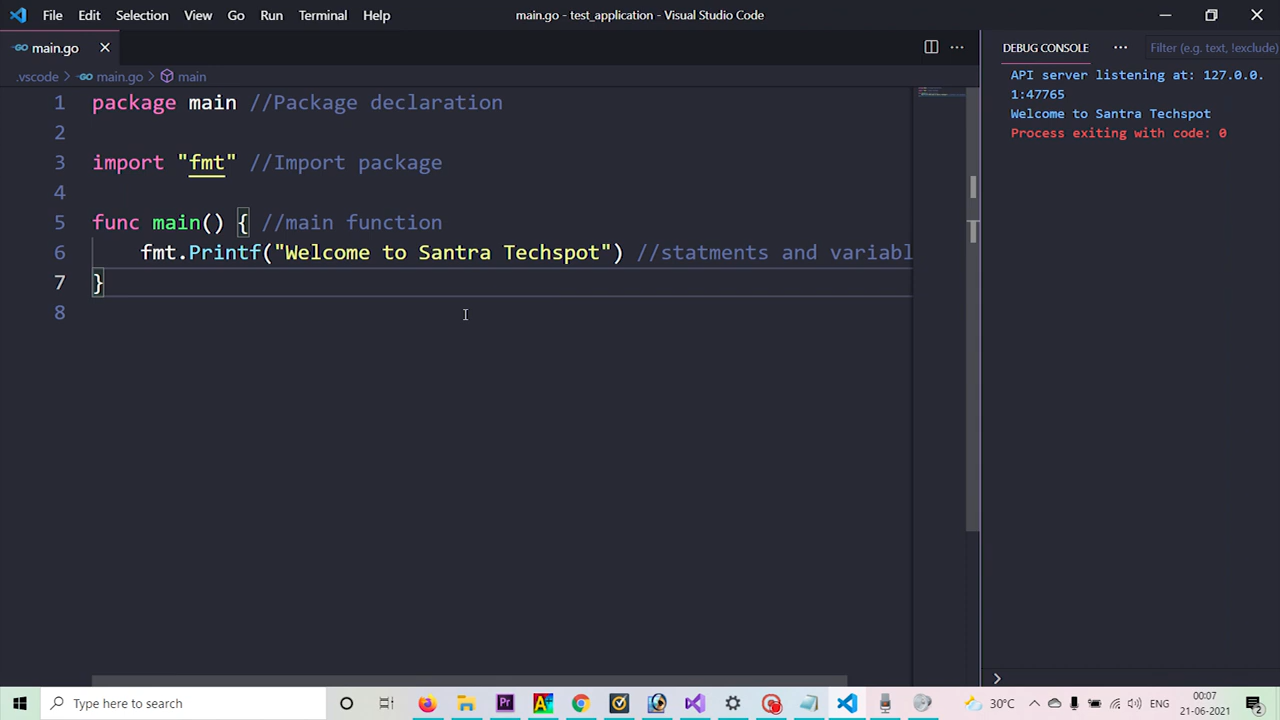 File Edit Selection View Go Run Terminal Help main.go - test_application - Visual Studio Code
main.go
DEBUG CONSOLE Filter (e.g. text, !exclude)
.vscode > main.go > main
1 package main //Package declaration
2
3 import "fmt" //Import package
4
5 func main() { //main function
6 fmt.Printf("Welcome to Santra Techspot") //statments and variabl
7 }
8
API server listening at: 127.0.0.
1:47765
Welcome to Santra Techspot
Process exiting with code: 0
Type here to search
30°C
ENG
00:07
21-06-2021
2